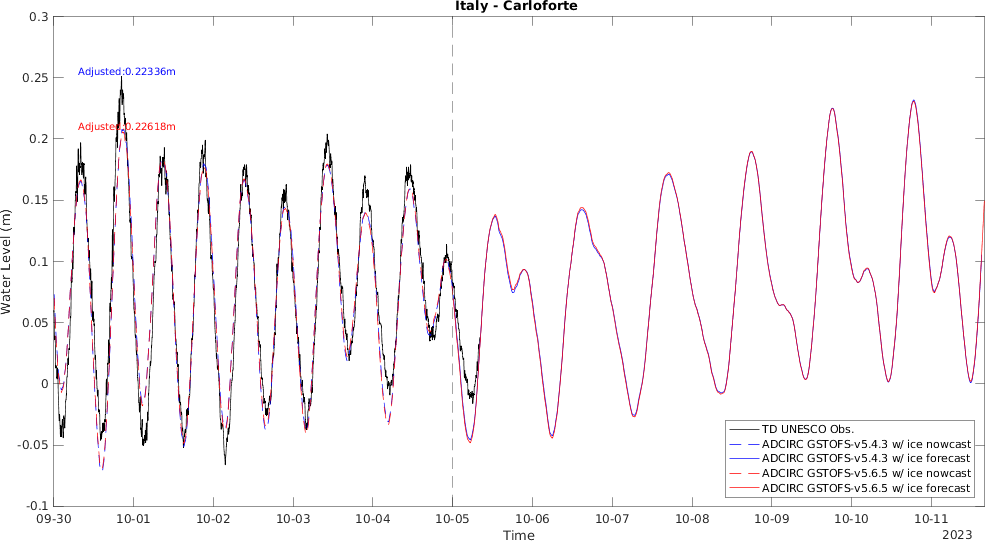 Italy - Carloforte
0.3
0.25
0.2
0.15
0.1
0.05
0
-0.05
-0.1
Water Level (m)
Adjusted:0.22336m
Adjusted:0.22618m
TD UNESCO Obs.
ADCIRC GSTOFS-v5.4.3 w/ ice nowcast
ADCIRC GSTOFS-v5.4.3 w/ ice forecast
ADCIRC GSTOFS-v5.6.5 w/ ice nowcast
ADCIRC GSTOFS-v5.6.5 w/ ice forecast
09-30 10-01 10-02 10-03 10-04 10-05 10-06 10-07 10-08 10-09 10-10 10-11
Time
2023